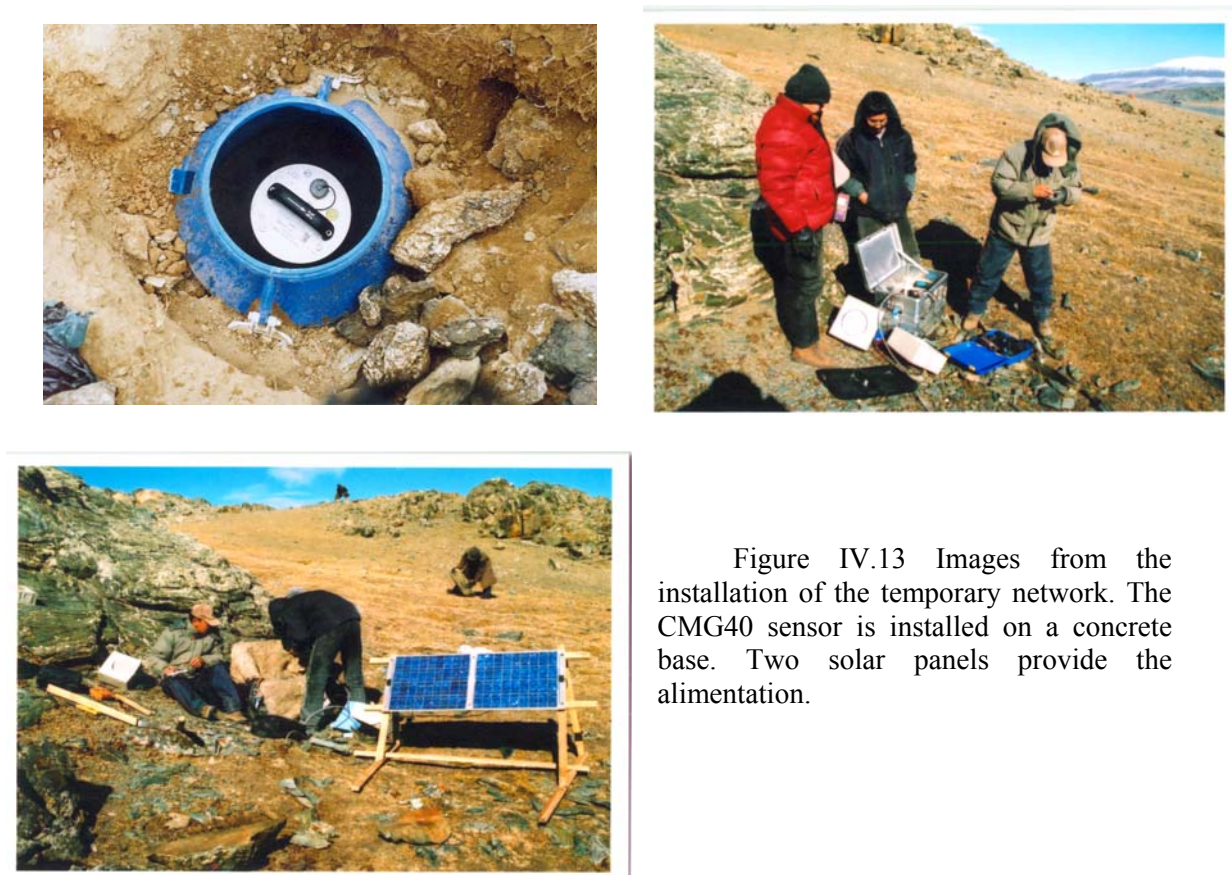 Figure IV.13 Images from the
installation of the temporary network. The
CMG40 sensor is installed on a concrete
base. Two solar panels provide the
alimentation.